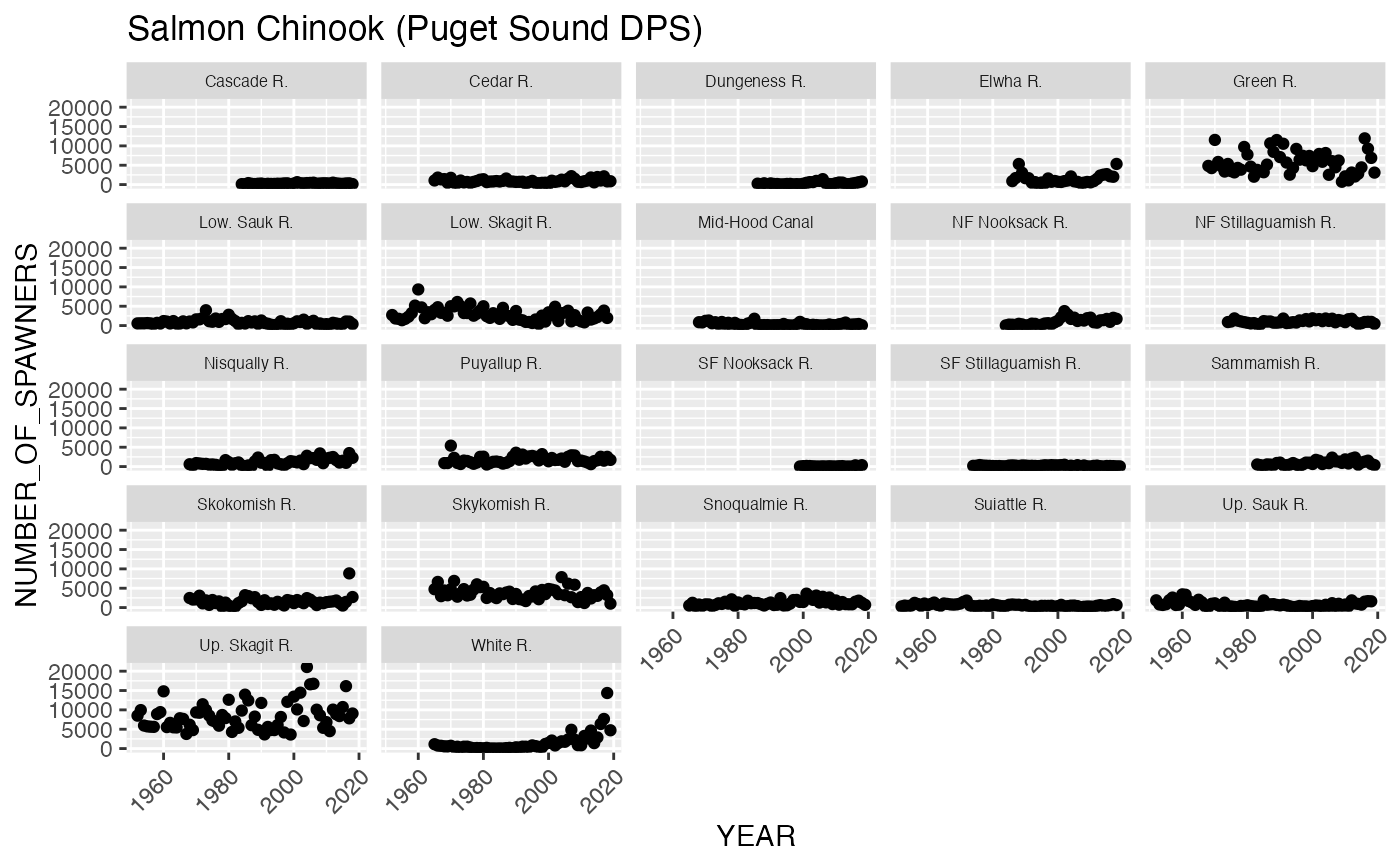 Salmon Chinook (Puget Sound DPS)
Cascade R. Cedar R. Dungeness R. Elwha R. Green R.
20000
15000
10000
5000
0
Low. Sauk R. Low. Skagit R. Mid-Hood Canal NF Nooksack R. NF Stillaguamish R.
20000
15000
10000
5000
0
Nisqually R. Puyallup R. SF Nooksack R. SF Stillaguamish R. Sammamish R.
20000
15000
10000
5000
0
Skokomish R. Skykomish R. Snoqualmie R. Suiattle R. Up. Sauk R.
20000
15000
10000
5000
0
1960 1980 2000 2020 1960 1980 2000 2020 1960 1980 2000 2020
Up. Skagit R. White R.
20000
15000
10000
5000
0
1960 1980 2000 2020 1960 1980 2000 2020
YEAR
NUMBER_OF_SPAWNERS